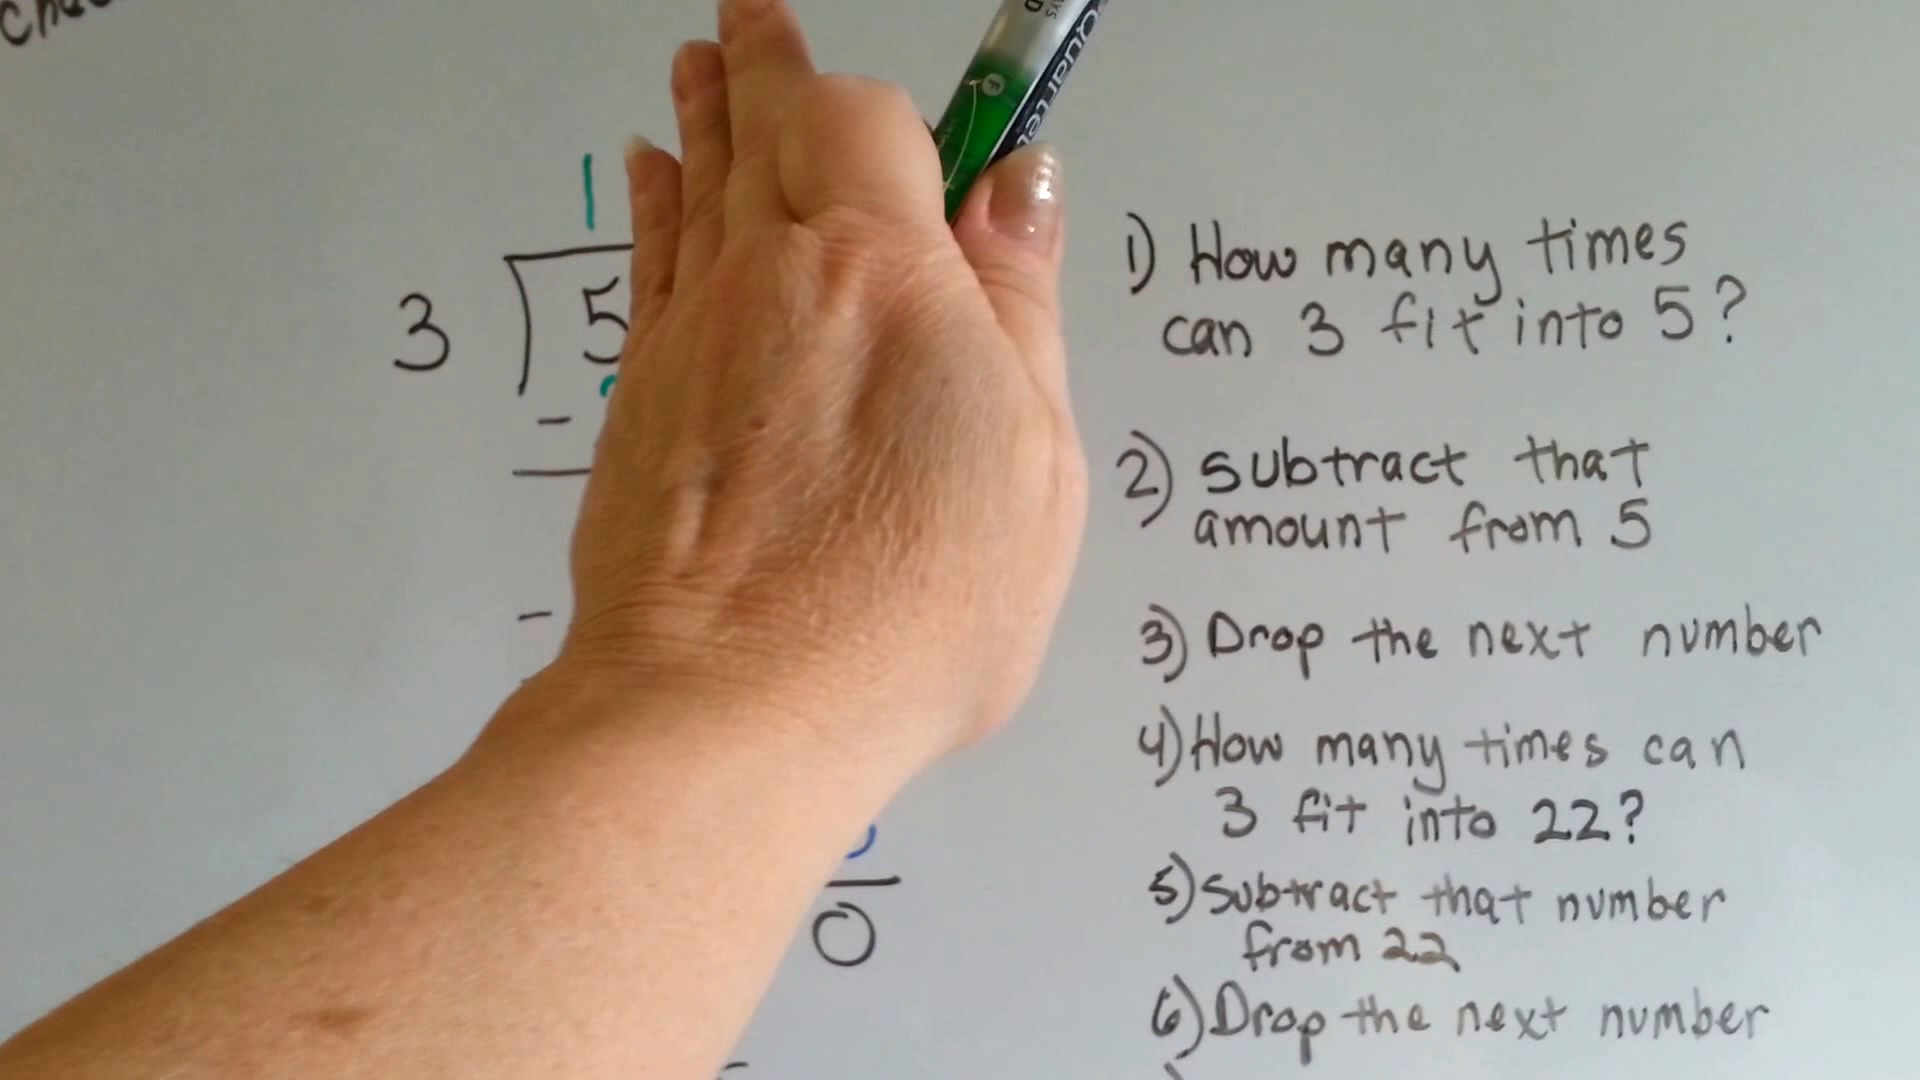 1
3 5
-
-
0
1) How many times
can 3 fit into 5?
2) subtract that
amount from 5
3) Drop the next number
4) How many times can
3 fit into 22?
5) Subtract that number
from 22
6) Drop the next number